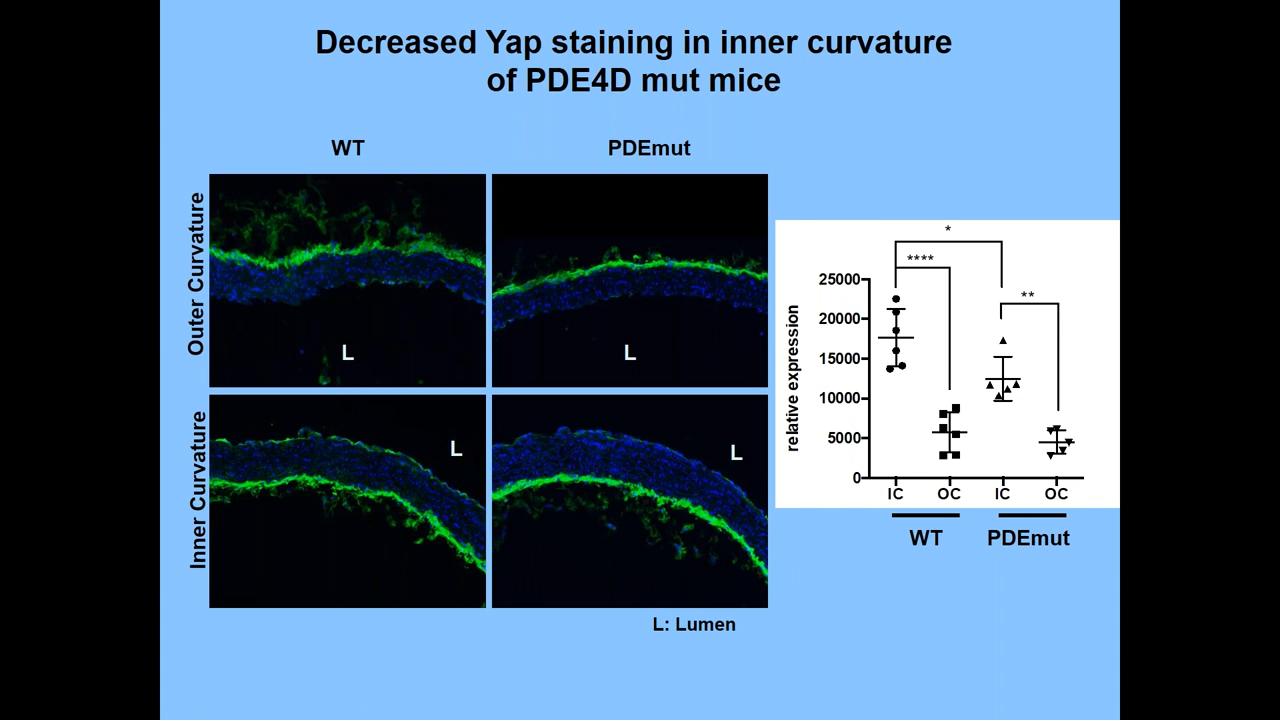 Decreased Yap staining in inner curvature
of PDE4D mut mice
WT
PDEmut
Outer Curvature
L
L
Inner Curvature
L
L
L: Lumen
relative expression
*
****
**
25000
20000
15000
10000
5000
0
IC
OC
IC
OC
WT
PDEmut